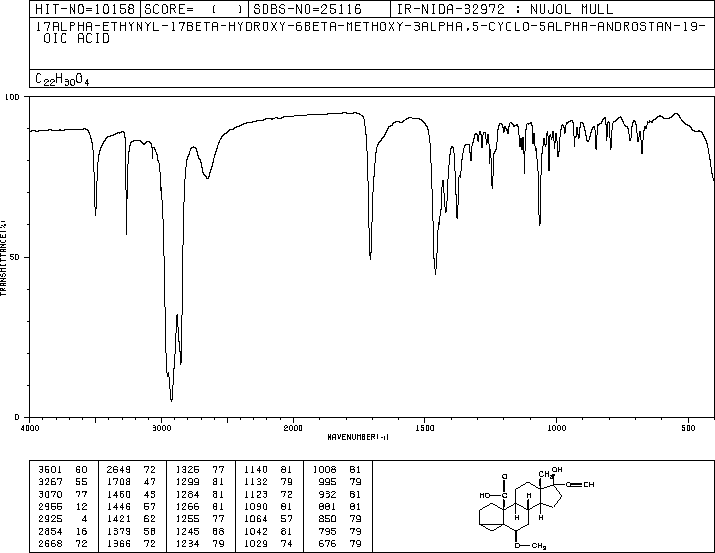 HIT-NO=10158 SCORE= ( ) SDBS-NO=25116 IR-NIDA-32972 : NUJOL MULL
17ALPHA-ETHYNYL-17BETA-HYDROXY-6BETA-METHOXY-3ALPHA,5-CYCLO-5ALPHA-ANDROSTAN-19-
OIC ACID
C22H30O4
100
50
0
TRANSMITTANCE(%)
4000 3000 2000 1500 1000 500
WAVENUMBER(-1)
3501 60 2649 72 1325 77 1140 81 1008 81
3267 55 1708 47 1299 81 1132 79 995 79
3070 77 1460 43 1284 81 1123 72 932 81
2955 12 1446 57 1266 81 1090 81 881 81
2925 4 1421 62 1255 77 1064 57 850 79
2854 16 1379 58 1245 68 1042 81 795 79
2668 72 1366 72 1234 79 1029 74 676 79
OH
CH3
O
CH
HO
C
H
H
H
O
CH3